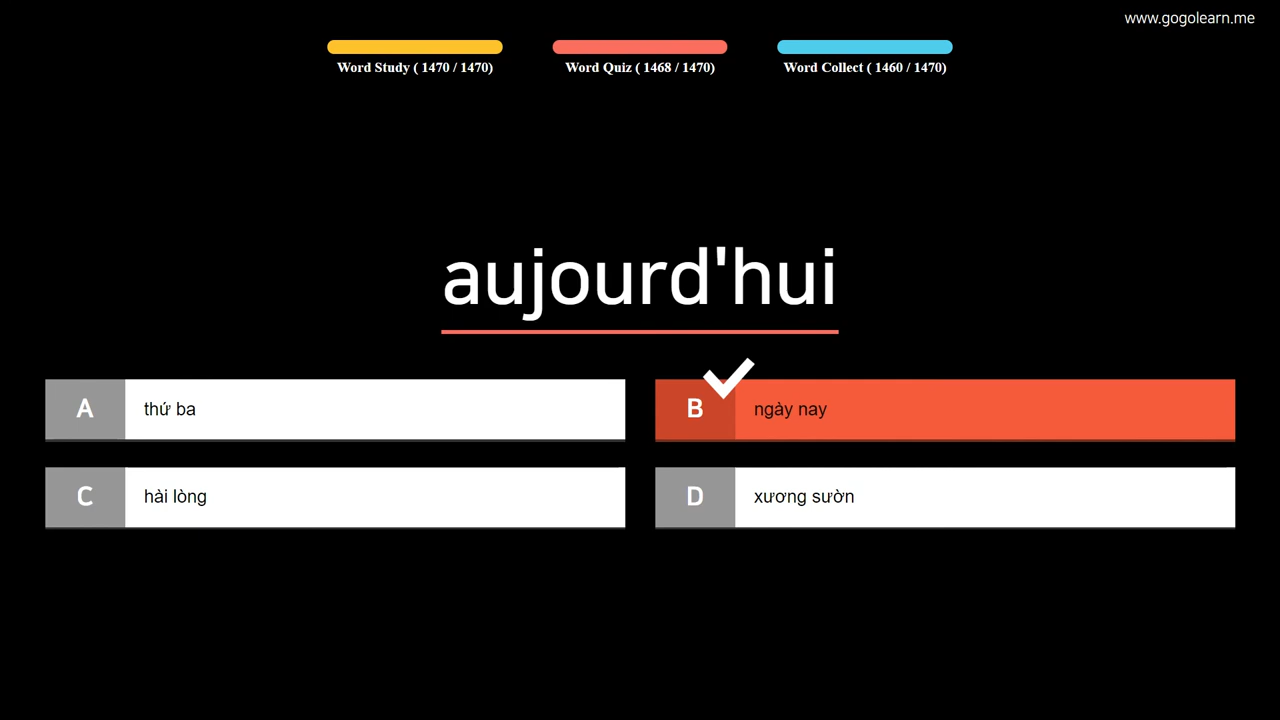 www.gogolearn.me
Word Study ( 1470 / 1470)
Word Quiz ( 1468 / 1470)
Word Collect ( 1460 / 1470)
aujourd'hui
A thứ ba
B ngày nay
C hài lòng
D xương sườn